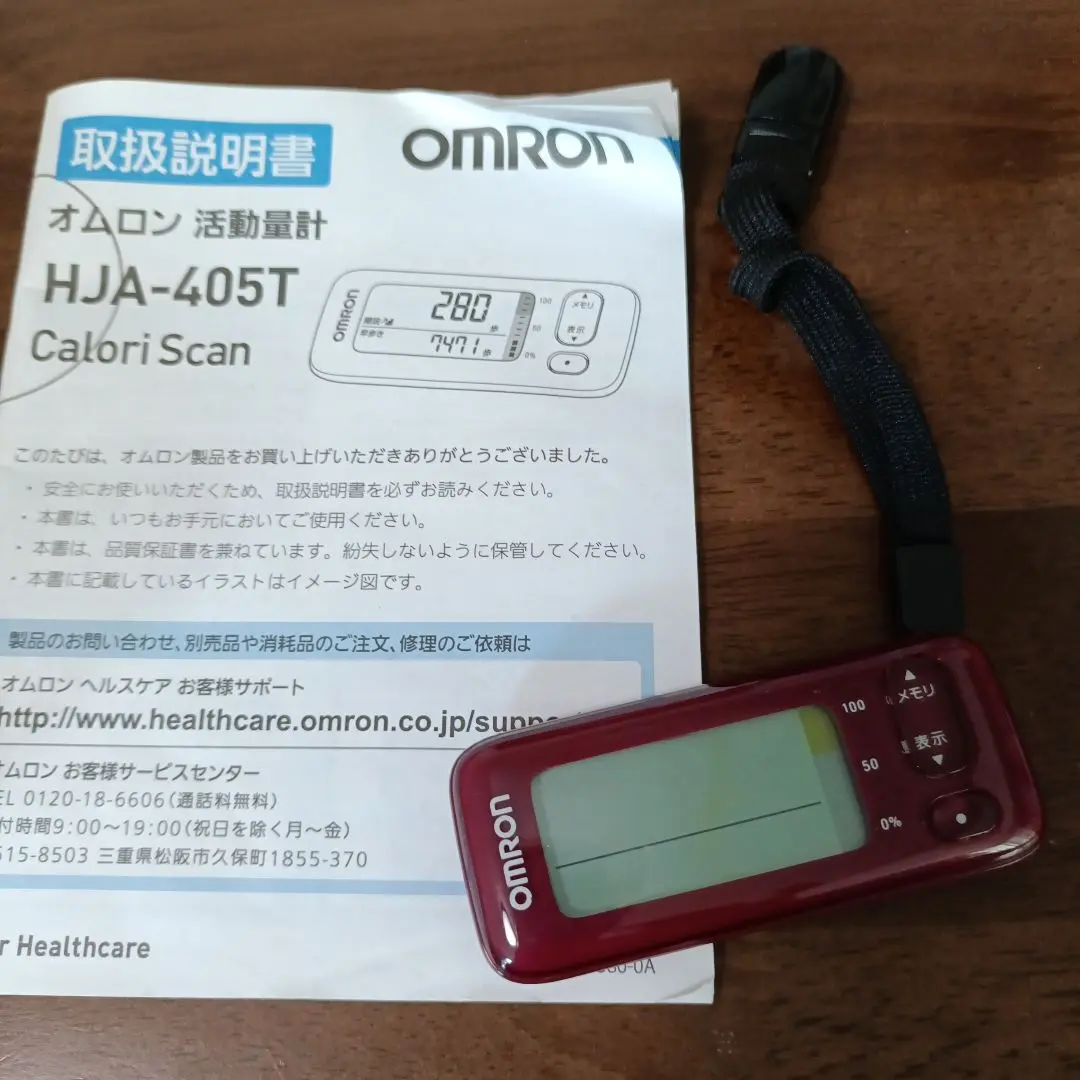 取扱説明書
OMRON
オムロン 活動量計
HJA-405T
Calori Scan
OMRON
280
歩
7471 歩
100
50
0%
メモリ
表示
このたびは、オムロン製品をお買い上げいただきありがとうございました。
・安全にお使いいただくため、取扱説明書を必ずお読みください。
・本書は、いつもお手元においてご使用ください。
・本書は、品質保証書を兼ねています。紛失しないように保管してください。
・本書に記載しているイラストはイメージ図です。
製品のお問い合わせ、別売品や消耗品のご注文、修理のご依頼は
オムロン ヘルスケア お客様サポート
http://www.healthcare.omron.co.jp/suppo
オムロン お客様サービスセンター
EL 0120-18-6606(通話料無料)
付時間9:00〜19:00(祝日を除く月〜金)
515-8503 三重県松阪市久保町1855-370
r Healthcare
0-0A
OMRON
100
50
0%
▲
メモリ
表示
▼